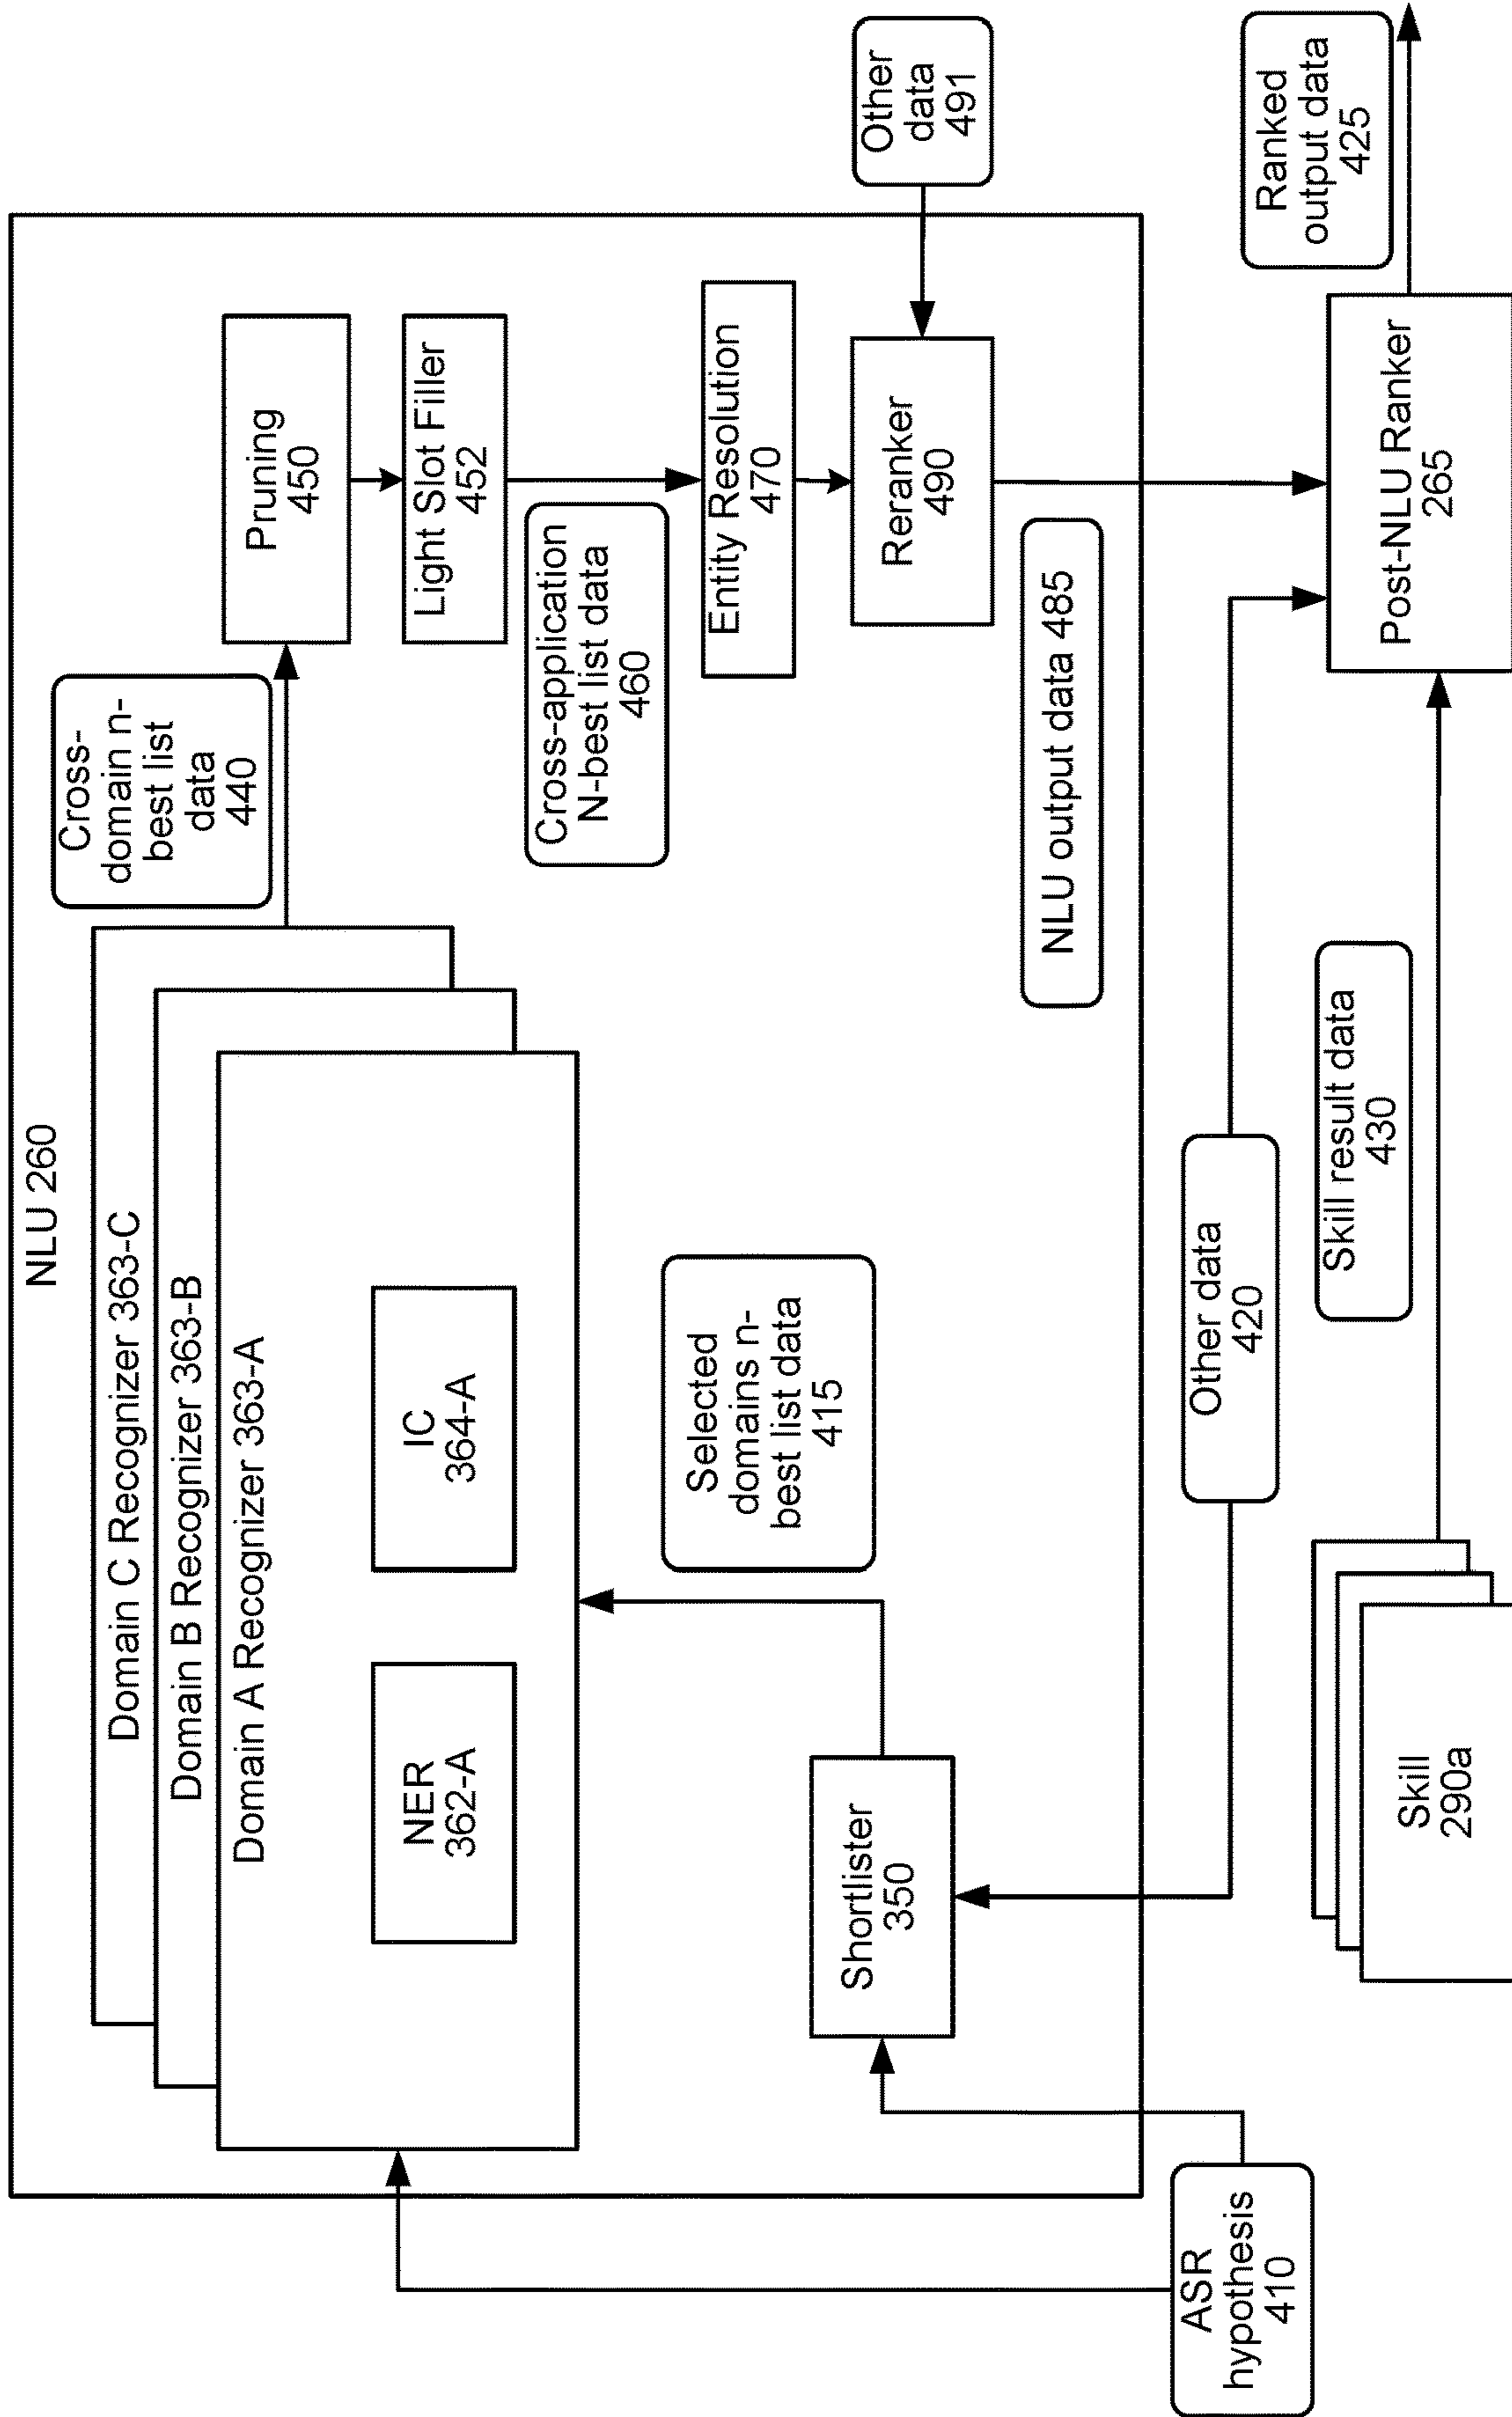 NLU 260
Domain C Recognizer 363-C
Domain B Recognizer 363-B
Domain A Recognizer 363-A
NER
362-A
IC
364-A
Cross-
domain n-
best list
data
440
Pruning
450
Light Slot Filler
452
Cross-application
N-best list data
460
Entity Resolution
470
Reranker
490
Other
data
491
Shortlister
350
Selected
domains n-
best list data
415
NLU output data 485
ASR
hypothesis
410
Other data
420
Skill
290a
Skill result data
430
Post-NLU Ranker
265
Ranked
output data
425